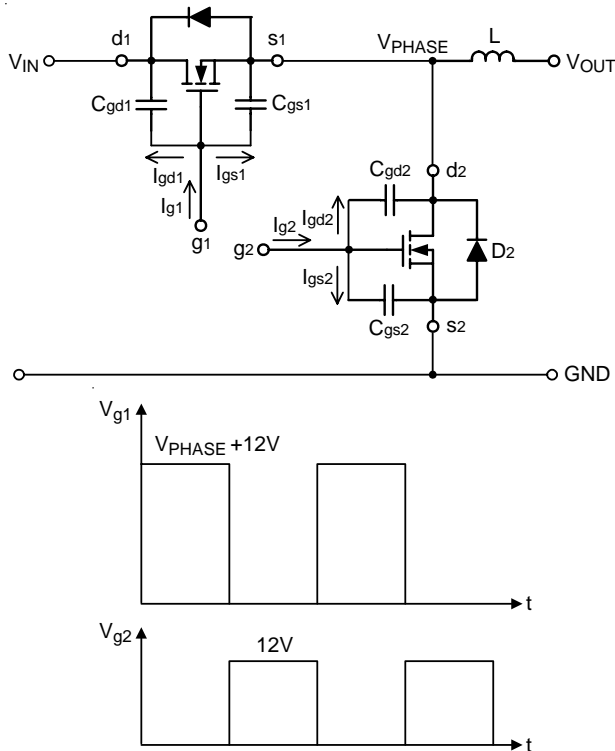 d1
s1
VPHASE
L
VIN
VOUT
Cgd1
Cgs1
Igd1
Igs1
Ig1
g1
Cgd2
d2
Ig2
Igd2
g2
D2
Igs2
Cgs2
s2
GND
Vg1
VPHASE +12V
t
Vg2
12V
t